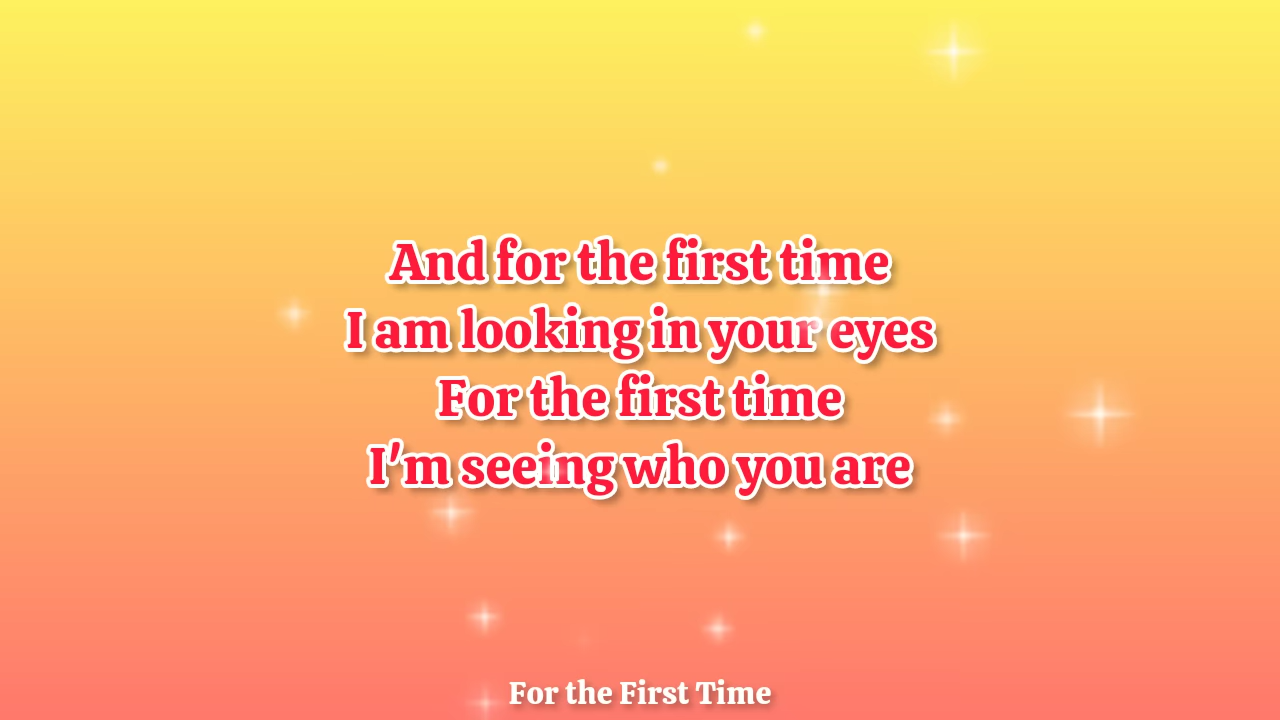 And for the first time
I am looking in your eyes
For the first time
I'm seeing who you are
For the First Time